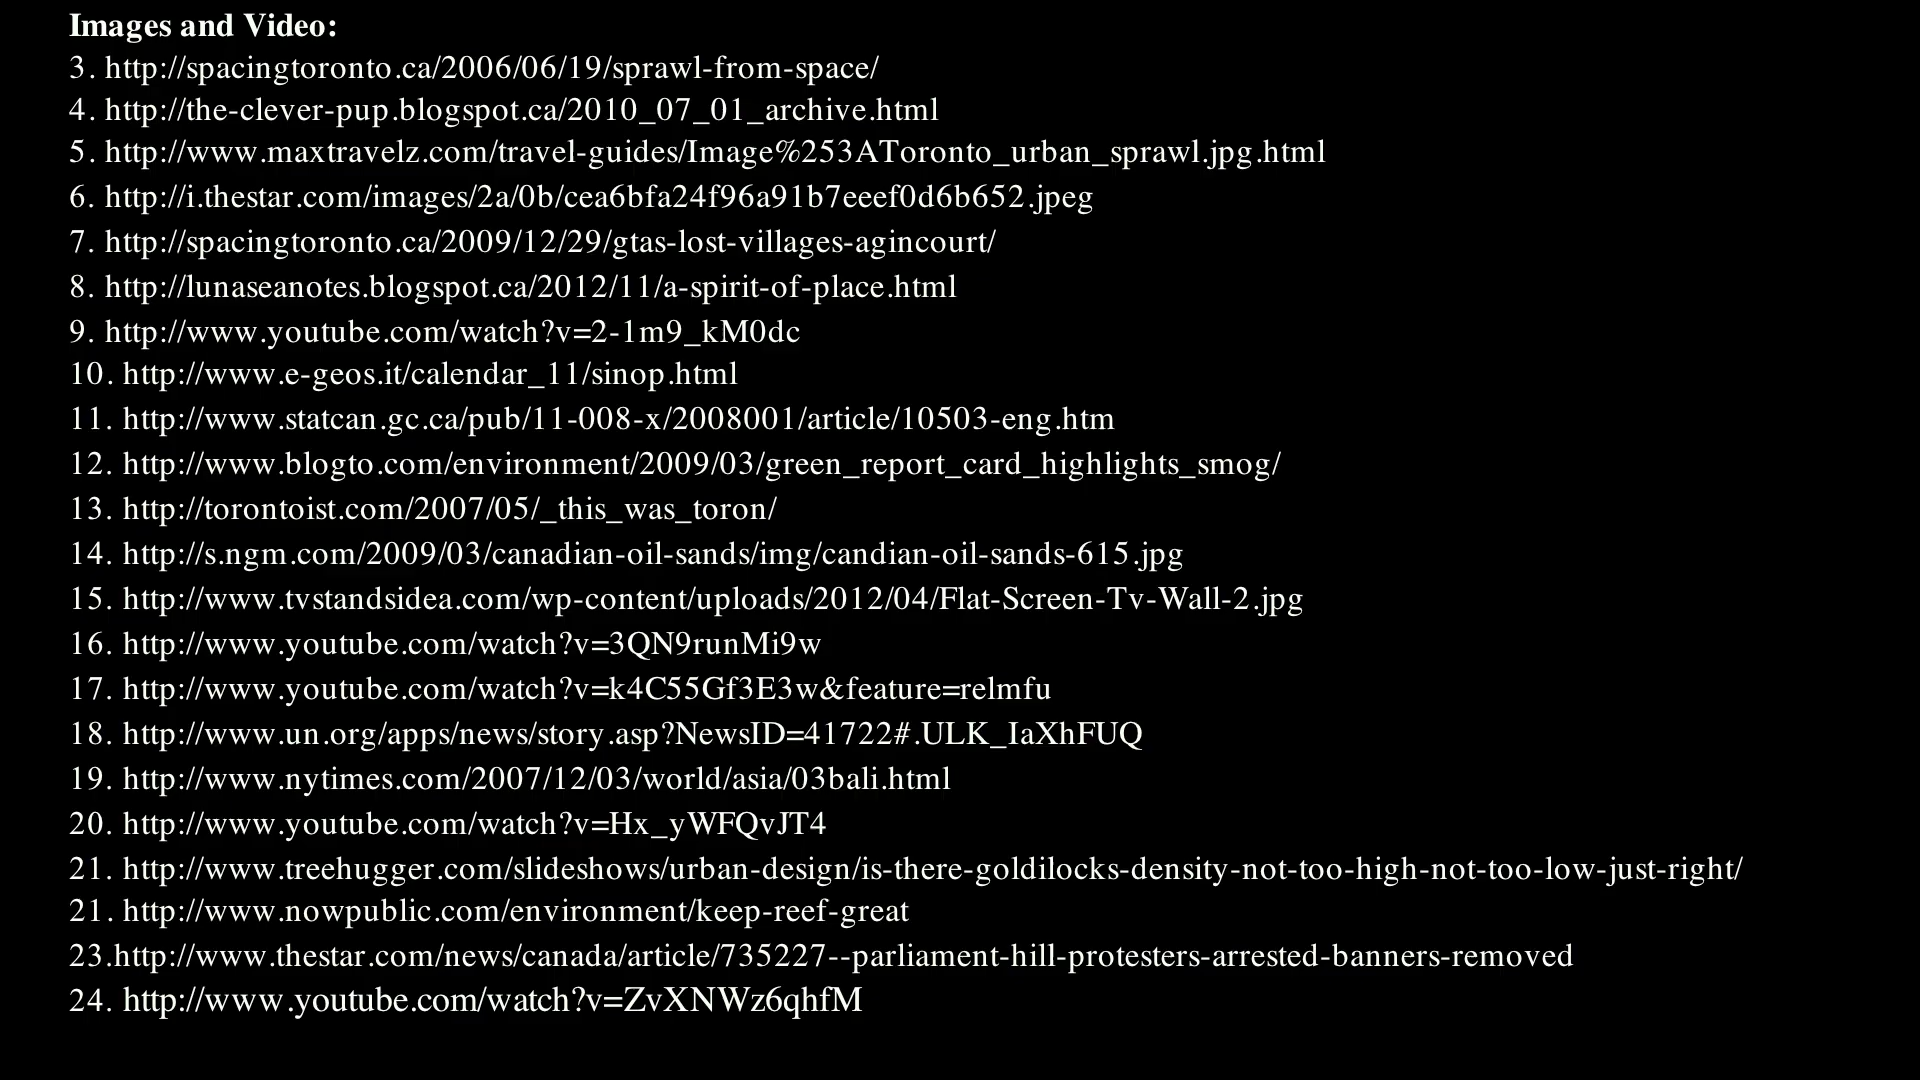 Images and Video:
3. http://spacingtoronto.ca/2006/06/19/sprawl-from-space/
4. http://the-clever-pup.blogspot.ca/2010_07_01_archive.html
5. http://www.maxtravelz.com/travel-guides/Image%253AToronto_urban_sprawl.jpg.html
6. http://i.thestar.com/images/2a/0b/cea6bfa24f96a91b7eeef0d6b652.jpeg
7. http://spacingtoronto.ca/2009/12/29/gtas-lost-villages-agincourt/
8. http://lunaseanotes.blogspot.ca/2012/11/a-spirit-of-place.html
9. http://www.youtube.com/watch?v=2-1m9_kM0dc
10. http://www.e-geos.it/calendar_11/sinop.html
11. http://www.statcan.gc.ca/pub/11-008-x/2008001/article/10503-eng.htm
12. http://www.blogto.com/environment/2009/03/green_report_card_highlights_smog/
13. http://torontoist.com/2007/05/_this_was_toron/
14. http://s.ngm.com/2009/03/canadian-oil-sands/img/candian-oil-sands-615.jpg
15. http://www.tvstandsidea.com/wp-content/uploads/2012/04/Flat-Screen-Tv-Wall-2.jpg
16. http://www.youtube.com/watch?v=3QN9runMi9w
17. http://www.youtube.com/watch?v=k4C55Gf3E3w&feature=relmfu
18. http://www.un.org/apps/news/story.asp?NewsID=41722#.ULK_IaXhFUQ
19. http://www.nytimes.com/2007/12/03/world/asia/03bali.html
20. http://www.youtube.com/watch?v=Hx_yWFQvJT4
21. http://www.treehugger.com/slideshows/urban-design/is-there-goldilocks-density-not-too-high-not-too-low-just-right/
21. http://www.nowpublic.com/environment/keep-reef-great
23.http://www.thestar.com/news/canada/article/735227--parliament-hill-protesters-arrested-banners-removed
24. http://www.youtube.com/watch?v=ZvXNWz6qhfM